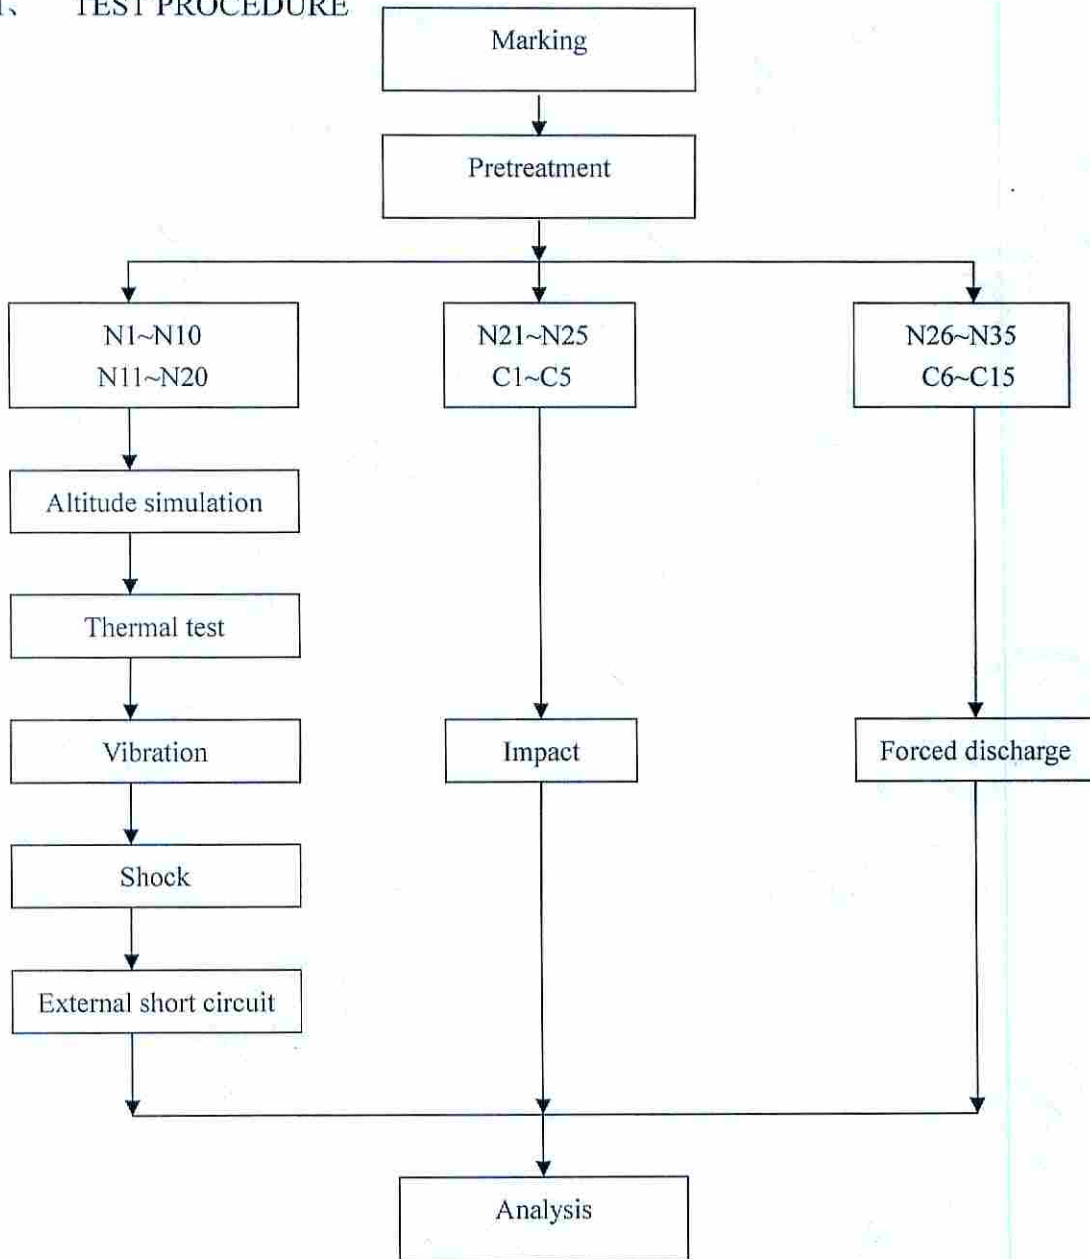 TEST PROCEDURE
Marking
Pretreatment
N1~N10
N11~N20
N21~N25
C1~C5
N26~N35
C6~C15
Altitude simulation
Thermal test
Vibration
Impact
Forced discharge
Shock
External short circuit
Analysis